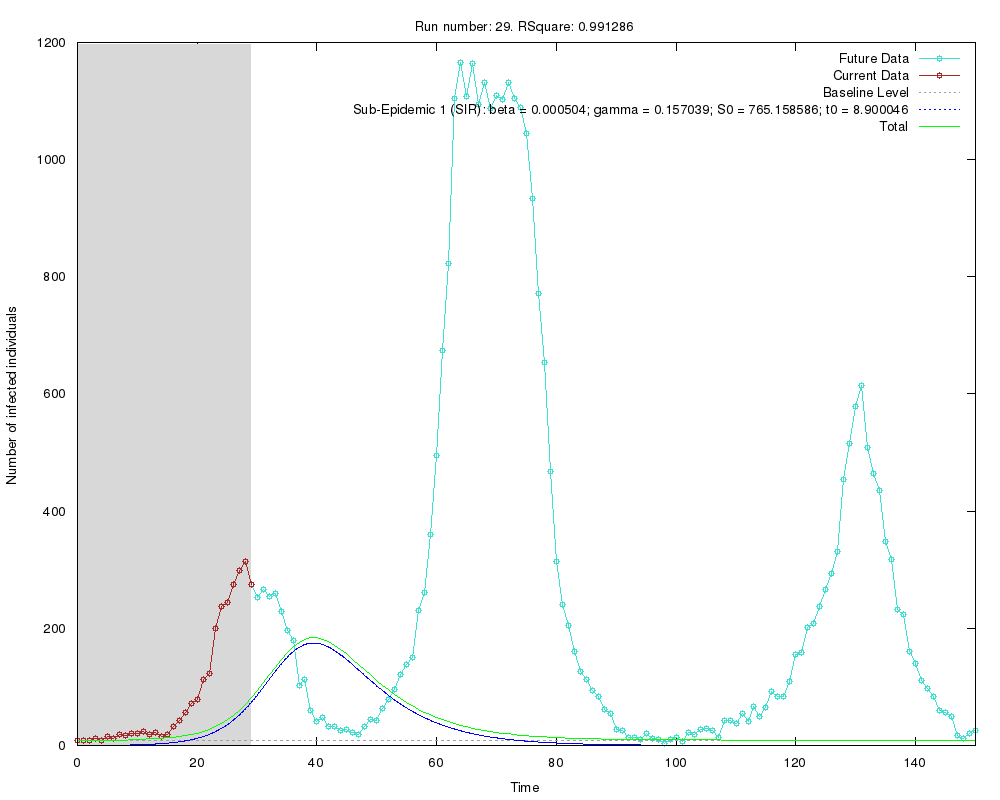 Run number: 29. RSquare: 0.991286
1200
1000
800
600
400
200
0
0 20 40 60 80 100 120 140
Number of infected individuals
Time
Future Data
Current Data
Baseline Level
Sub-Epidemic 1 (SIR): beta = 0.000504; gamma = 0.157039; S0 = 765.158586; t0 = 8.900046
Total